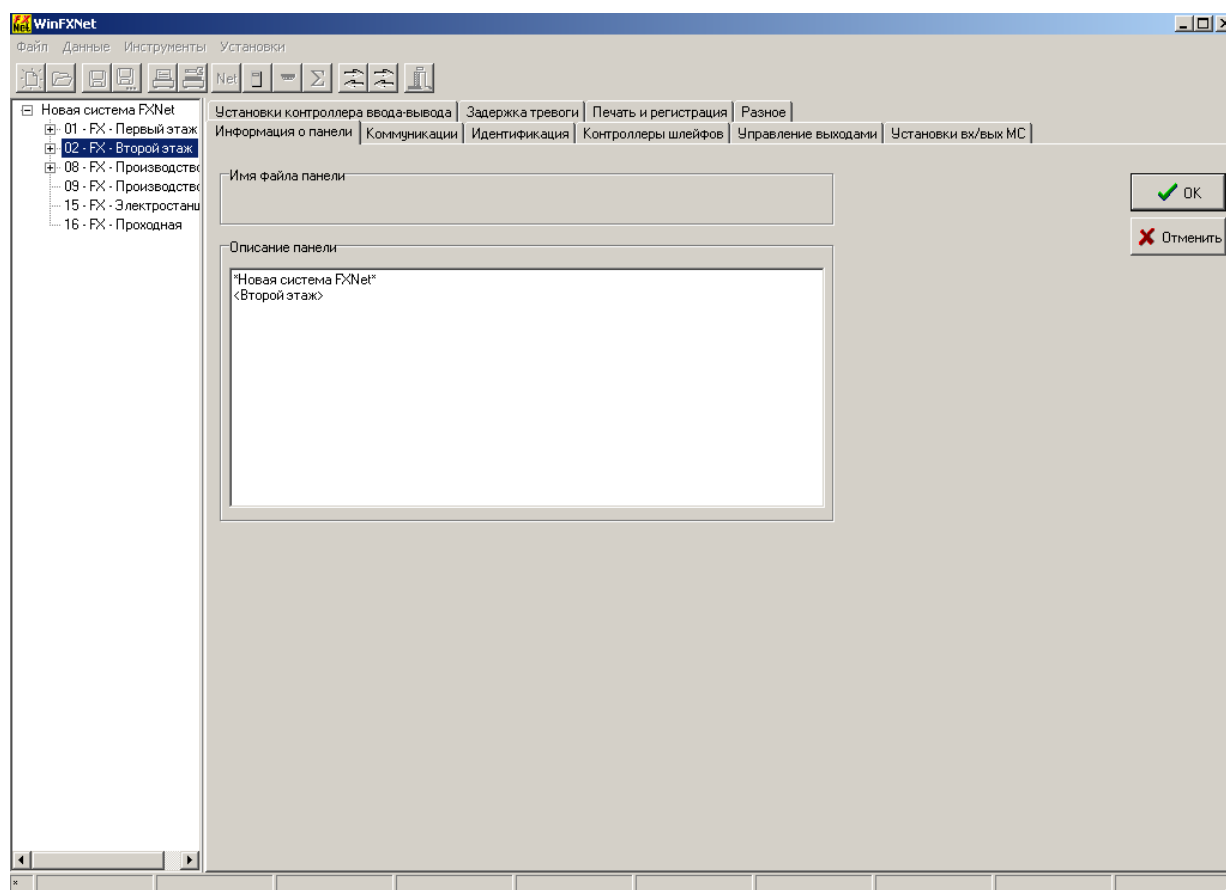 WinFXNet
Файл Данные Инструменты Установки
Net Σ
Новая система FXNet
01 - FX - Первый этаж
02 - FX - Второй этаж
08 - FX - Производство
09 - FX - Производство
15 - FX - Электростанц
16 - FX - Проходная
Установки контроллера ввода-вывода Задержка тревоги Печать и регистрация Разное
Информация о панели Коммуникации Идентификация Контроллеры шлейфов Управление выходами Установки вх/вых МС
Имя файла панели
Описание панели
*Новая система FXNet*
<Второй этаж>
OK
Отменить
*